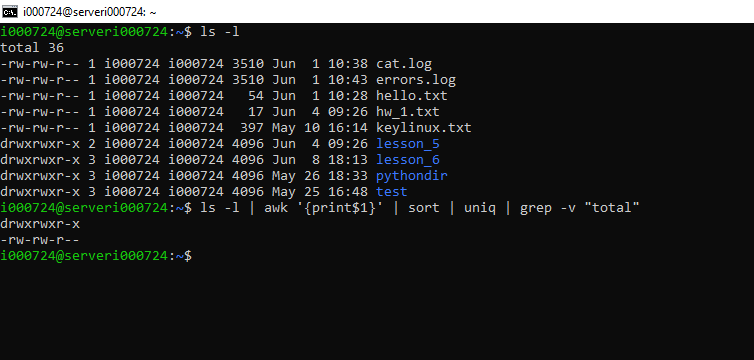 i000724@serveri000724: ~
i000724@serveri000724:~$ ls -l
total 36
-rw-rw-r-- 1 i000724 i000724 3510 Jun  1 10:38 cat.log
-rw-rw-r-- 1 i000724 i000724 3510 Jun  1 10:43 errors.log
-rw-rw-r-- 1 i000724 i000724   54 Jun  1 10:28 hello.txt
-rw-rw-r-- 1 i000724 i000724   17 Jun  4 09:26 hw_1.txt
-rw-rw-r-- 1 i000724 i000724  397 May 10 16:14 keylinux.txt
drwxrwxr-x 2 i000724 i000724 4096 Jun  4 09:26 lesson_5
drwxrwxr-x 3 i000724 i000724 4096 Jun  8 18:13 lesson_6
drwxrwxr-x 3 i000724 i000724 4096 May 26 18:33 pythondir
drwxrwxr-x 3 i000724 i000724 4096 May 25 16:48 test
i000724@serveri000724:~$ ls -l | awk '{print$1}' | sort | uniq | grep -v "total"
drwxrwxr-x
-rw-rw-r--
i000724@serveri000724:~$